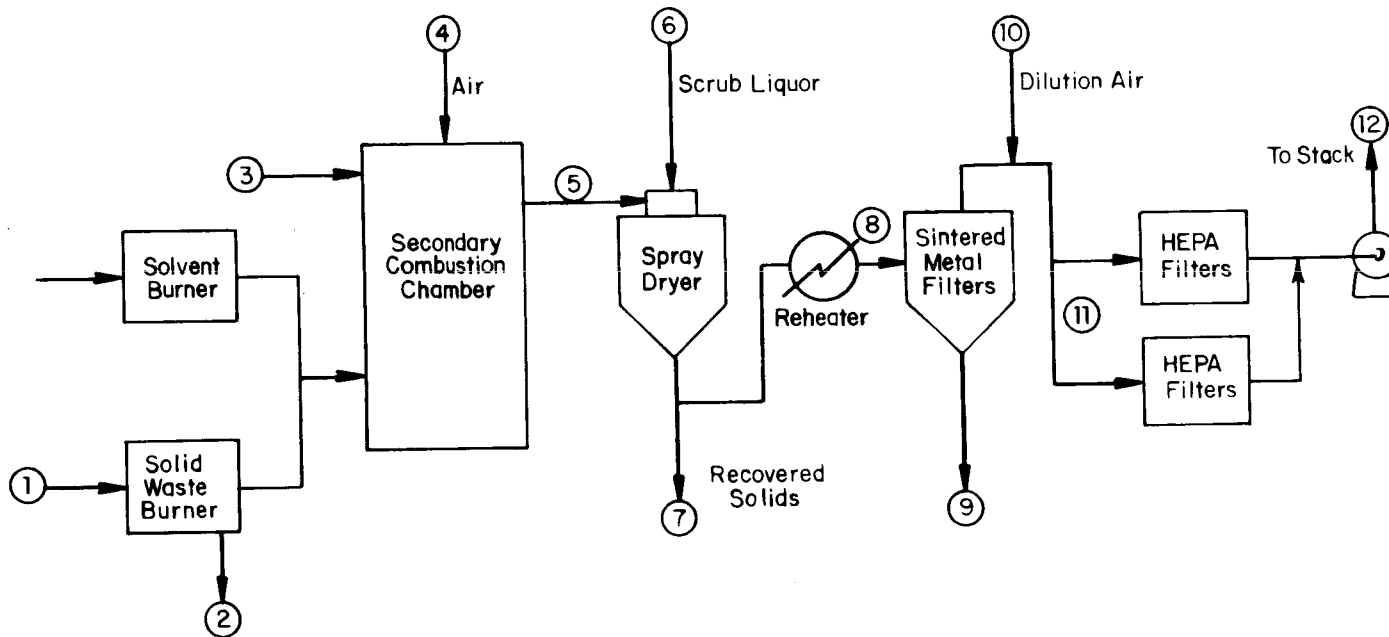 4
6
10
Air
Scrub Liquor
Dilution Air
12
To Stack
3
5
Secondary
Combustion
Chamber
Solvent
Burner
Spray
Dryer
8
Reheater
Sintered
Metal
Filters
HEPA
Filters
11
HEPA
Filters
1
Solid
Waste
Burner
Recovered
Solids
7
9
2